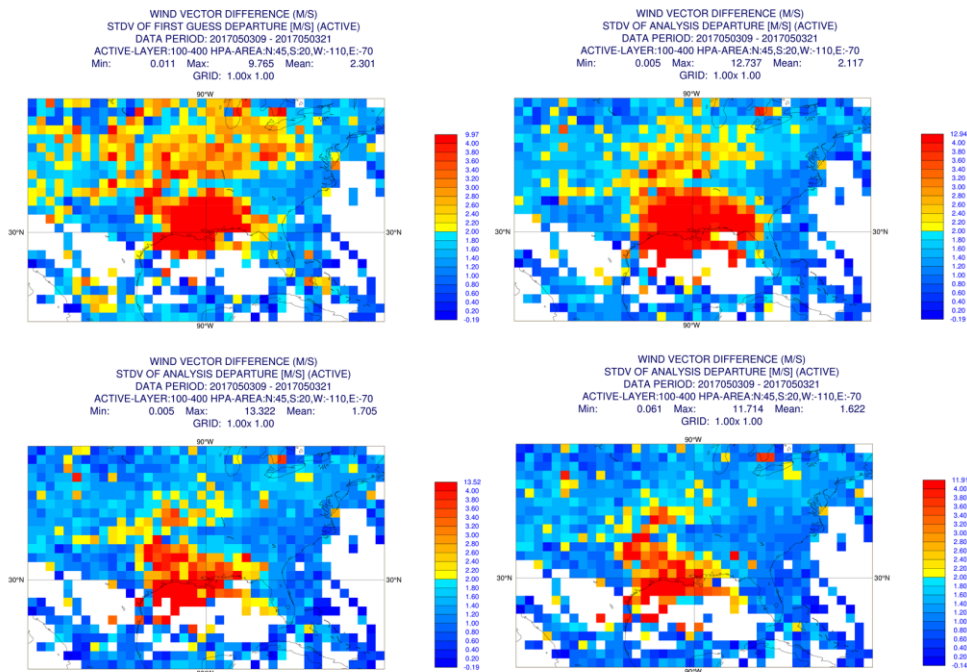 WIND VECTOR DIFFERENCE (M/S)
STDV OF FIRST GUESS DEPARTURE [M/S] (ACTIVE)
DATA PERIOD: 2017050309 - 2017050321
ACTIVE-LAYER:100-400 HPA-AREA:N:45,S:20,W:-110,E:-70
Min: 0.011 Max: 9.765 Mean: 2.301
GRID: 1.00x 1.00
90°W
30°N
30°N
90°W
9.97
4.00
3.80
3.60
3.40
3.20
3.00
2.80
2.60
2.40
2.20
2.00
1.80
1.60
1.40
1.20
1.00
0.80
0.60
0.40
0.20
-0.19
WIND VECTOR DIFFERENCE (M/S)
STDV OF ANALYSIS DEPARTURE [M/S] (ACTIVE)
DATA PERIOD: 2017050309 - 2017050321
ACTIVE-LAYER:100-400 HPA-AREA:N:45,S:20,W:-110,E:-70
Min: 0.005 Max: 12.737 Mean: 2.117
GRID: 1.00x 1.00
90°W
30°N
30°N
90°W
12.94
4.00
3.80
3.60
3.40
3.20
3.00
2.80
2.60
2.40
2.20
2.00
1.80
1.60
1.40
1.20
1.00
0.80
0.60
0.40
0.20
-0.19
WIND VECTOR DIFFERENCE (M/S)
STDV OF ANALYSIS DEPARTURE [M/S] (ACTIVE)
DATA PERIOD: 2017050309 - 2017050321
ACTIVE-LAYER:100-400 HPA-AREA:N:45,S:20,W:-110,E:-70
Min: 0.005 Max: 13.322 Mean: 1.705
GRID: 1.00x 1.00
90°W
30°N
30°N
13.52
4.00
3.80
3.60
3.40
3.20
3.00
2.80
2.60
2.40
2.20
2.00
1.80
1.60
1.40
1.20
1.00
0.80
0.60
0.40
0.20
-0.19
WIND VECTOR DIFFERENCE (M/S)
STDV OF ANALYSIS DEPARTURE [M/S] (ACTIVE)
DATA PERIOD: 2017050309 - 2017050321
ACTIVE-LAYER:100-400 HPA-AREA:N:45,S:20,W:-110,E:-70
Min: 0.061 Max: 11.714 Mean: 1.622
GRID: 1.00x 1.00
90°W
30°N
30°N
4.00
3.80
3.60
3.40
3.20
3.00
2.80
2.60
2.40
2.20
2.00
1.80
1.60
1.40
1.20
1.00
0.80
0.60
0.40
0.20